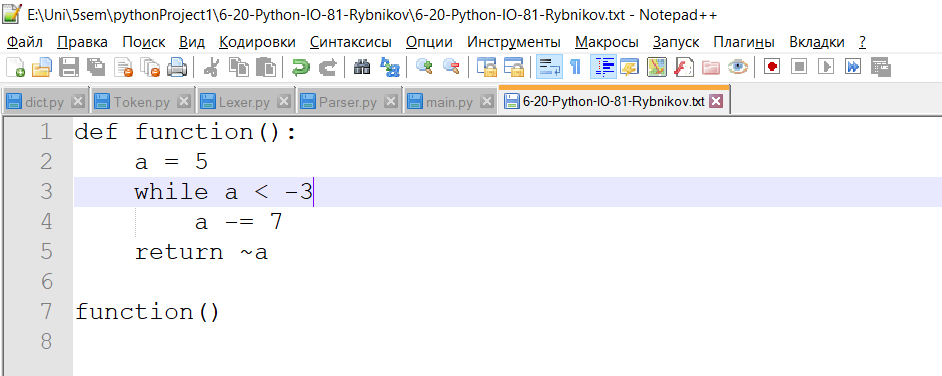 E:\Uni\5sem\pythonProject1\6-20-Python-IO-81-Rybnikov\6-20-Python-IO-81-Rybnikov.txt - Notepad++
Файл Правка Поиск Вид Кодировки Синтаксисы Опции Инструменты Макросы Запуск Плагины Вкладки ?
dict.py Token.py Lexer.py Parser.py main.py 6-20-Python-IO-81-Rybnikov.txt
1 def function():
2     a = 5
3     while a < -3
4         a -= 7
5     return ~a
6
7 function()
8